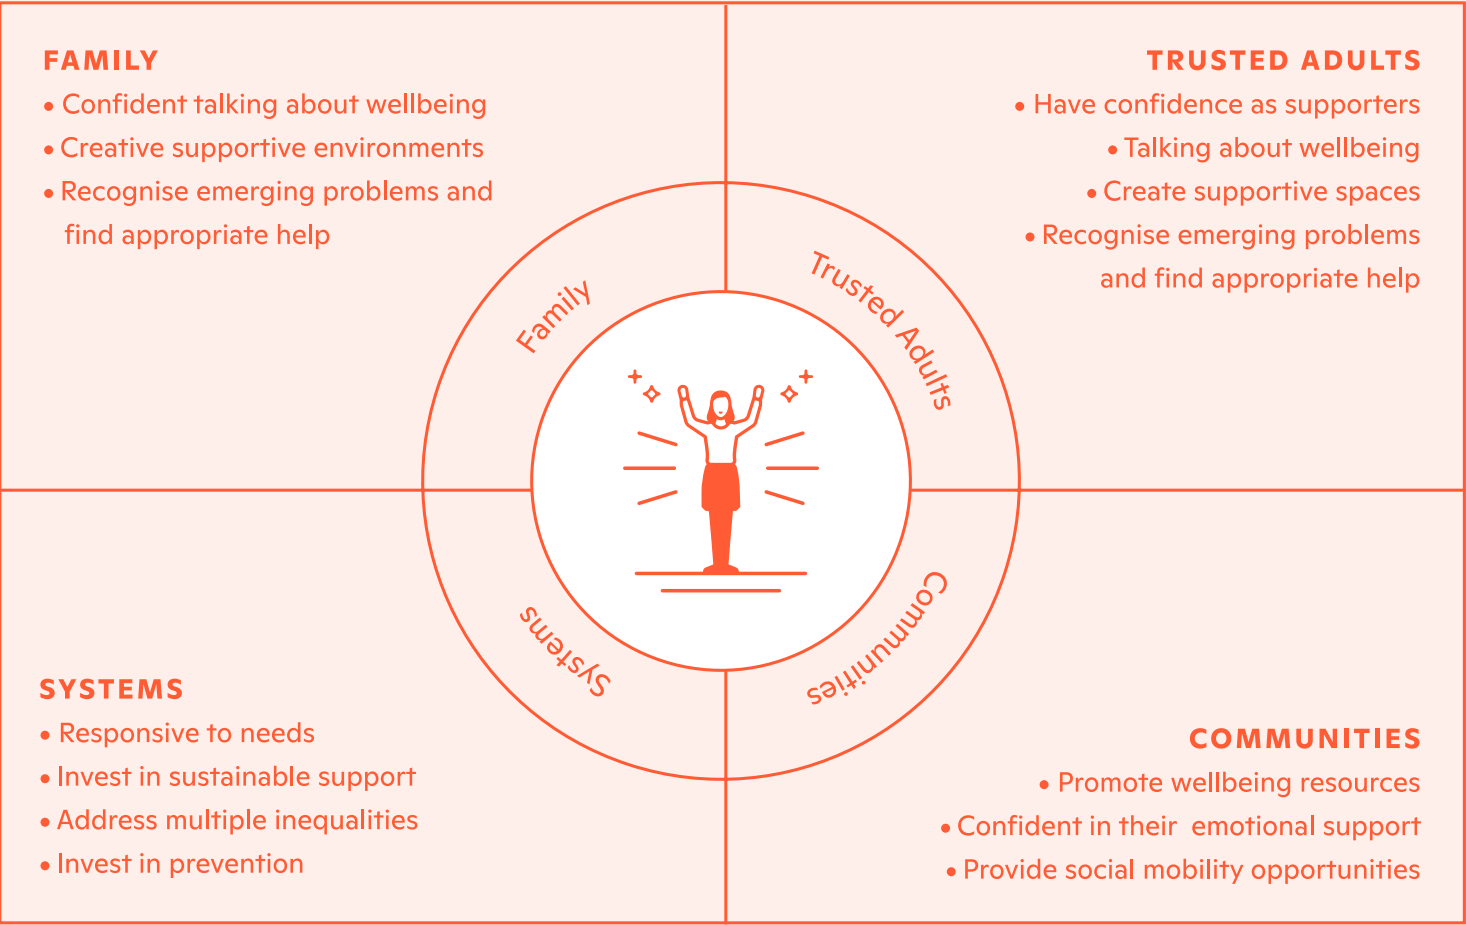 FAMILY
• Confident talking about wellbeing
• Creative supportive environments
• Recognise emerging problems and
find appropriate help
TRUSTED ADULTS
• Have confidence as supporters
• Talking about wellbeing
• Create supportive spaces
• Recognise emerging problems
and find appropriate help
Family
Trusted Adults
Systems
Communities
SYSTEMS
• Responsive to needs
• Invest in sustainable support
• Address multiple inequalities
• Invest in prevention
COMMUNITIES
• Promote wellbeing resources
• Confident in their emotional support
• Provide social mobility opportunities